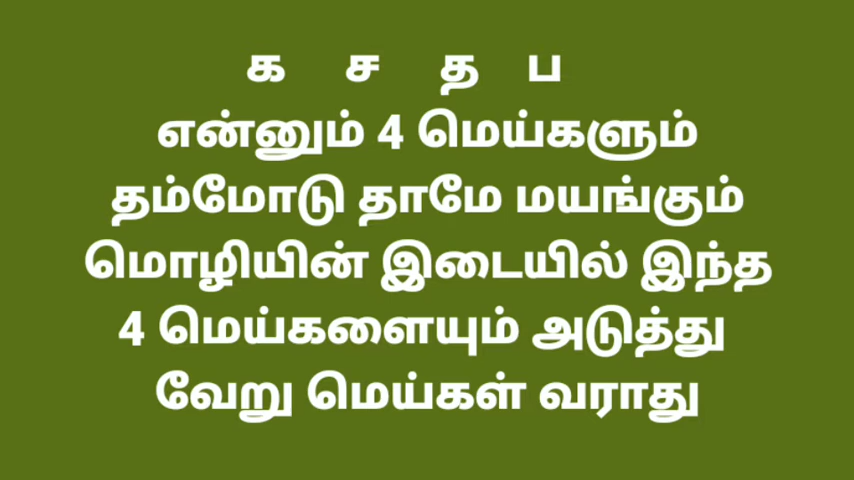 க ச த ப
என்னும் 4 மெய்களும்
தம்மோடு தாமே மயங்கும்
மொழியின் இடையில் இந்த
4 மெய்களையும் அடுத்து
வேறு மெய்கள் வராது